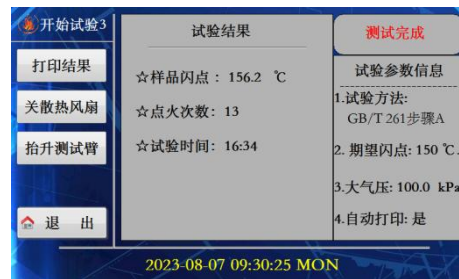 开始试验3
打印结果
关散热风扇
抬升测试臂
退 出
试验结果
☆样品闪点： 156.2 ℃
☆点火次数： 13
☆试验时间： 16:34
测试完成
试验参数信息
1.试验方法:
GB/T 261步骤A
2. 期望闪点: 150 ℃.
3.大气压: 100.0 kPa
4.自动打印: 是
2023-08-07 09:30:25 MON